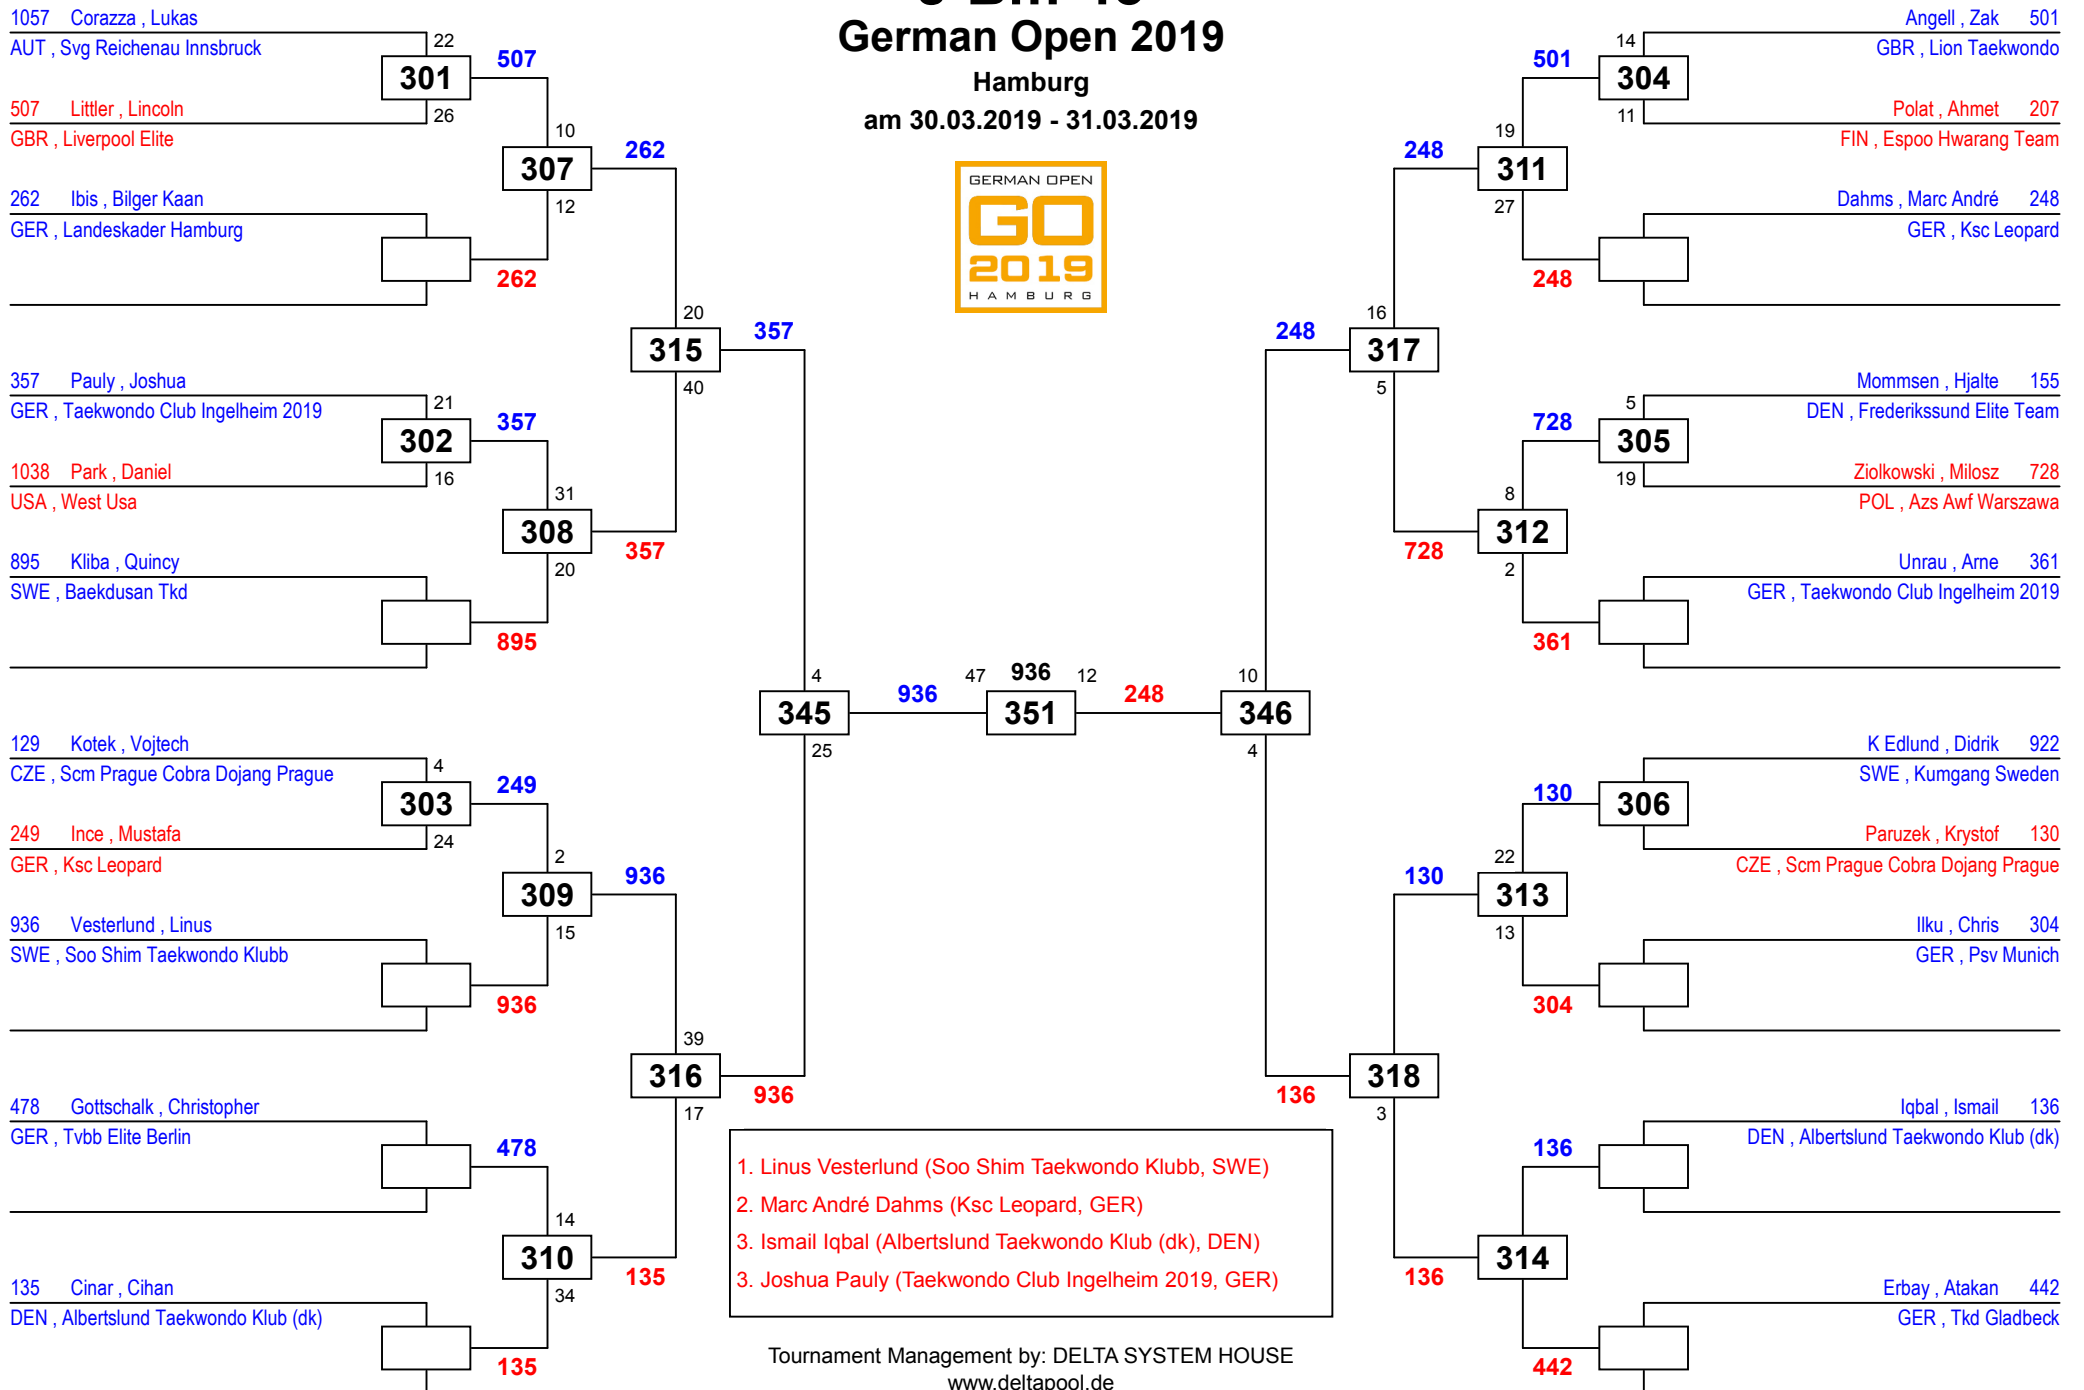 German Open 2019
Hamburg
am 30.03.2019 - 31.03.2019
GERMAN OPEN
GO
2019
HAMBURG
1057 Corazza , Lukas
AUT , Svg Reichenau Innsbruck
22
301
507
26
507 Littler , Lincoln
GBR , Liverpool Elite
10
307
262
12
262 Ibis , Bilger Kaan
GER , Landeskader Hamburg
262
20
315
357
40
357 Pauly , Joshua
GER , Taekwondo Club Ingelheim 2019
21
302
357
16
1038 Park , Daniel
USA , West Usa
31
308
357
20
895 Kliba , Quincy
SWE , Baekdusan Tkd
895
4
345
936
25
129 Kotek , Vojtech
CZE , Scm Prague Cobra Dojang Prague
4
303
249
24
249 Ince , Mustafa
GER , Ksc Leopard
2
309
936
15
936 Vesterlund , Linus
SWE , Soo Shim Taekwondo Klubb
936
39
316
936
17
478 Gottschalk , Christopher
GER , Tvbb Elite Berlin
478
14
310
135
34
135 Cinar , Cihan
DEN , Albertslund Taekwondo Klub (dk)
135
47
936
12
351
248
Angell , Zak 501
GBR , Lion Taekwondo
14
304
501
11
Polat , Ahmet 207
FIN , Espoo Hwarang Team
19
311
248
27
Dahms , Marc André 248
GER , Ksc Leopard
248
16
317
248
5
Mommsen , Hjalte 155
DEN , Frederikssund Elite Team
5
305
728
19
Ziolkowski , Milosz 728
POL , Azs Awf Warszawa
8
312
728
2
Unrau , Arne 361
GER , Taekwondo Club Ingelheim 2019
361
10
346
4
K Edlund , Didrik 922
SWE , Kumgang Sweden
306
130
Paruzek , Krystof 130
CZE , Scm Prague Cobra Dojang Prague
22
313
130
13
Ilku , Chris 304
GER , Psv Munich
304
318
136
3
Iqbal , Ismail 136
DEN , Albertslund Taekwondo Klub (dk)
136
314
136
Erbay , Atakan 442
GER , Tkd Gladbeck
442
1. Linus Vesterlund (Soo Shim Taekwondo Klubb, SWE)
2. Marc André Dahms (Ksc Leopard, GER)
3. Ismail Iqbal (Albertslund Taekwondo Klub (dk), DEN)
3. Joshua Pauly (Taekwondo Club Ingelheim 2019, GER)
Tournament Management by: DELTA SYSTEM HOUSE
www.deltapool.de